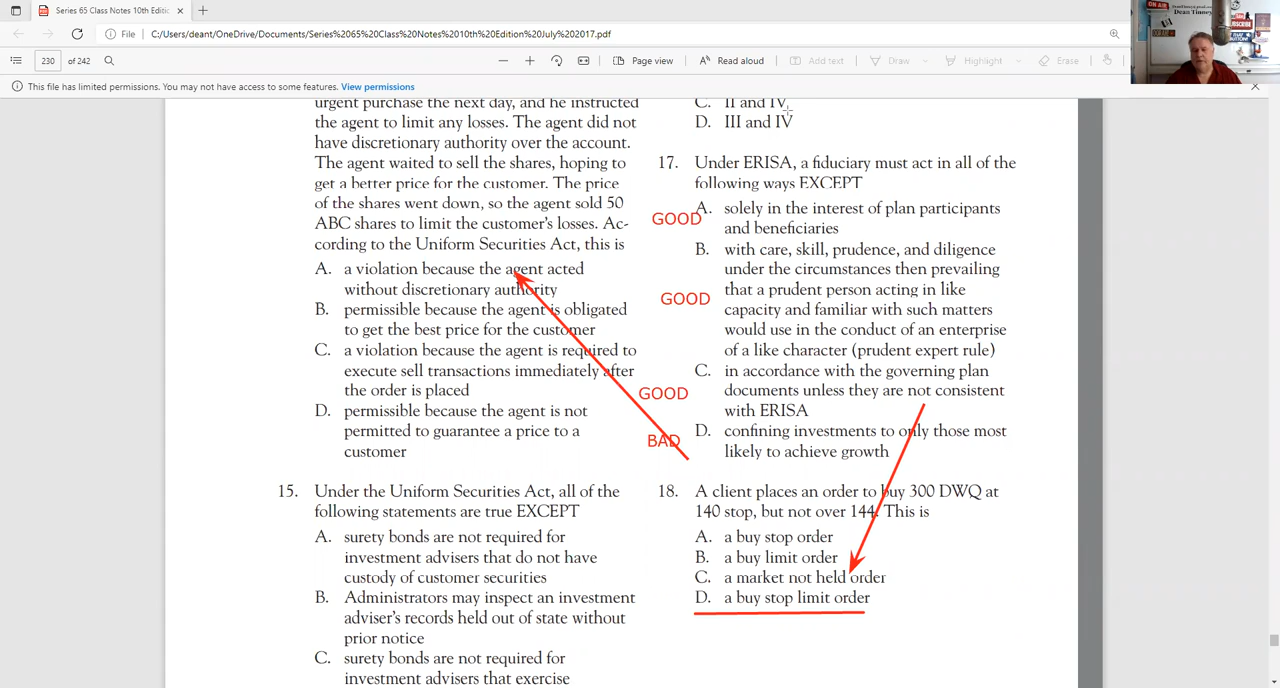 Series 65 Class Notes 10th Editic
File
C:/Users/deant/OneDrive/Documents/Series%2065%20Class%20Notes%2010th%20Edition%20July%202017.pdf
230 of 242
Page view
Read aloud
Add text
Draw
Highlight
Erase
This file has limited permissions. You may not have access to some features. View permissions
ON AIR
Dean Tinney
SUBSCRIBE
urgent purchase the next day, and he instructed
the agent to limit any losses. The agent did not
have discretionary authority over the account.
The agent waited to sell the shares, hoping to
get a better price for the customer. The price
of the shares went down, so the agent sold 50
ABC shares to limit the customer's losses. Ac-
cording to the Uniform Securities Act, this is
A. a violation because the agent acted
without discretionary authority
B. permissible because the agent is obligated
to get the best price for the customer
C. a violation because the agent is required to
execute sell transactions immediately after
the order is placed
D. permissible because the agent is not
permitted to guarantee a price to a
customer
15. Under the Uniform Securities Act, all of the
following statements are true EXCEPT
A. surety bonds are not required for
investment advisers that do not have
custody of customer securities
B. Administrators may inspect an investment
adviser's records held out of state without
prior notice
C. surety bonds are not required for
investment advisers that exercise
C. II and IV
D. III and IV
17. Under ERISA, a fiduciary must act in all of the
following ways EXCEPT
GOOD
A. solely in the interest of plan participants
and beneficiaries
B. with care, skill, prudence, and diligence
under the circumstances then prevailing
GOOD
that a prudent person acting in like
capacity and familiar with such matters
would use in the conduct of an enterprise
of a like character (prudent expert rule)
C. in accordance with the governing plan
GOOD
documents unless they are not consistent
with ERISA
BAD
D. confining investments to only those most
likely to achieve growth
18. A client places an order to buy 300 DWQ at
140 stop, but not over 144. This is
A. a buy stop order
B. a buy limit order
C. a market not held order
D. a buy stop limit order